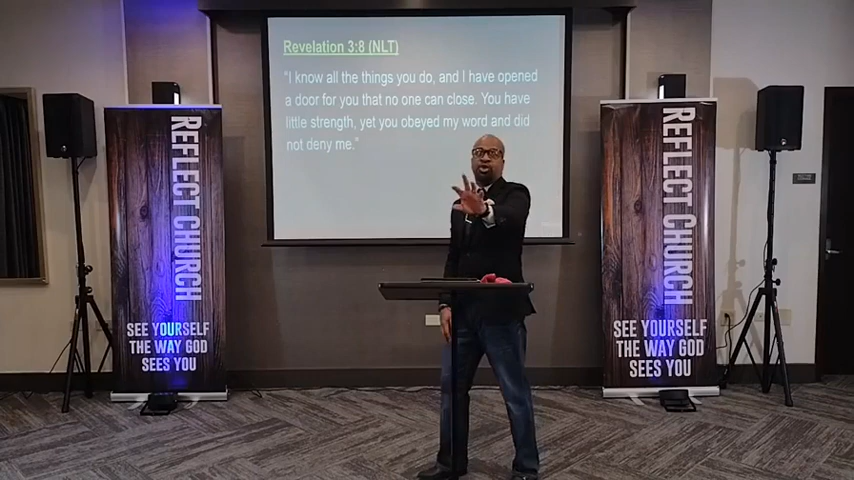 Revelation 3:8 (NLT)
"I know all the things you do, and I have opened
a door for you that no one can close. You have
little strength, yet you obeyed my word and did
not deny me."
REFLECT CHURCH
SEE YOURSELF
THE WAY GOD
SEES YOU
REFLECT CHURCH
SEE YOURSELF
THE WAY GOD
SEES YOU